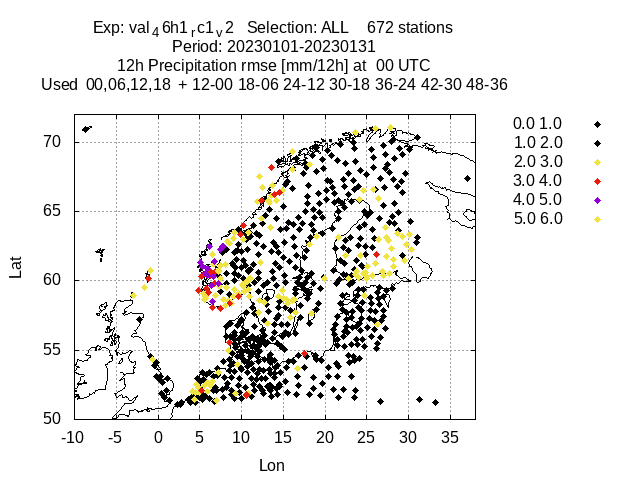 Exp: val₄6h1ᵣc1ᵥ2 Selection: ALL 672 stations
Period: 20230101-20230131
12h Precipitation rmse [mm/12h] at 00 UTC
Used 00,06,12,18 + 12-00 18-06 24-12 30-18 36-24 42-30 48-36
0.0 1.0
1.0 2.0
2.0 3.0
3.0 4.0
4.0 5.0
5.0 6.0
70
65
60
55
50
Lat
-10 -5 0 5 10 15 20 25 30 35
Lon